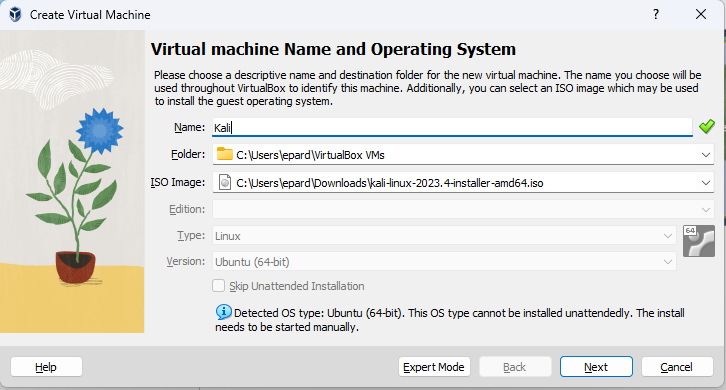 Create Virtual Machine
?
Virtual machine Name and Operating System
Please choose a descriptive name and destination folder for the new virtual machine. The name you choose will be
used throughout VirtualBox to identify this machine. Additionally, you can select an ISO image which may be used
to install the guest operating system.
Name: Kali
Folder: C:\Users\epard\VirtualBox VMs
ISO Image: C:\Users\epard\Downloads\kali-linux-2023.4-installer-amd64.iso
Edition:
Type: Linux
64
Version: Ubuntu (64-bit)
Skip Unattended Installation
Detected OS type: Ubuntu (64-bit). This OS type cannot be installed unattendedly. The install
needs to be started manually.
Help
Expert Mode
Back
Next
Cancel